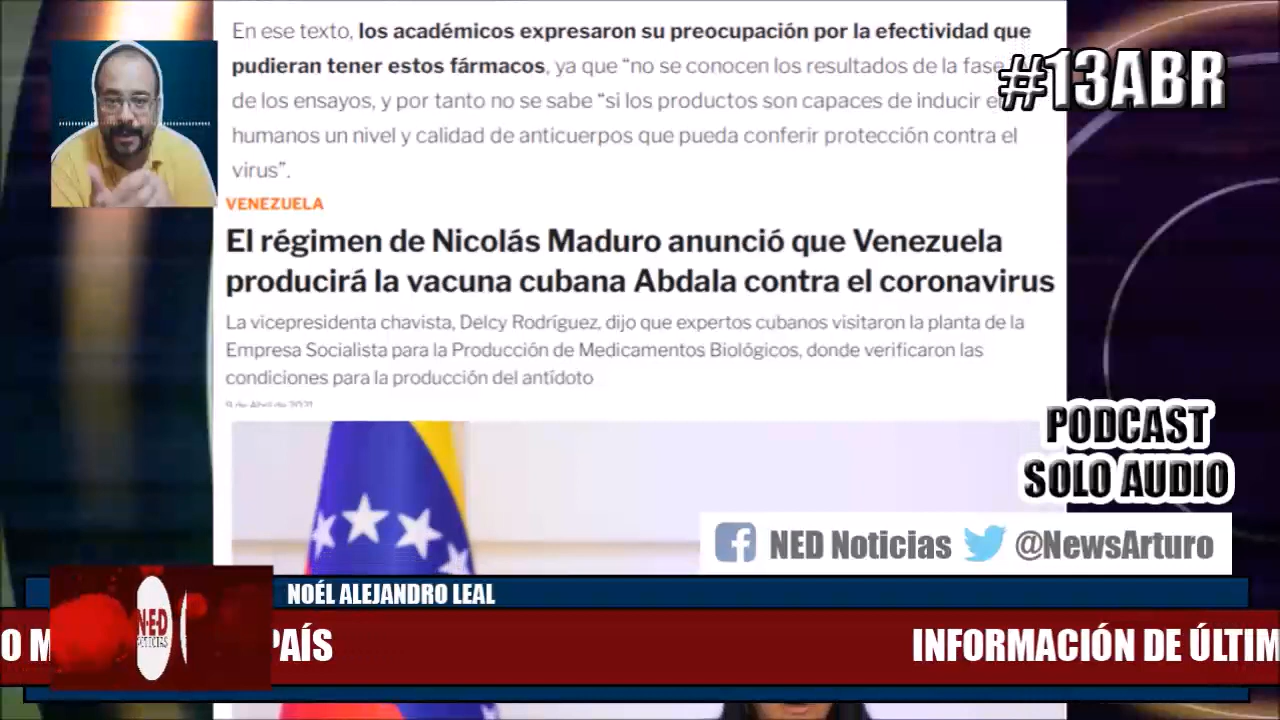 En ese texto, los académicos expresaron su preocupación por la efectividad que
pudieran tener estos fármacos, ya que “no se conocen los resultados de la fase
de los ensayos, y por tanto no se sabe “si los productos son capaces de inducir en
humanos un nivel y calidad de anticuerpos que pueda conferir protección contra el
virus”.
#13ABR
VENEZUELA
El régimen de Nicolás Maduro anunció que Venezuela
producirá la vacuna cubana Abdala contra el coronavirus
La vicepresidenta chavista, Delcy Rodríguez, dijo que expertos cubanos visitaron la planta de la
Empresa Socialista para la Producción de Medicamentos Biológicos, donde verificaron las
condiciones para la producción del antídoto
9 de Abril de 2021
PODCAST
SOLO AUDIO
NED Noticias @NewsArturo
NOÉL ALEJANDRO LEAL
O M
PAÍS
INFORMACIÓN DE ÚLTIM
N-E-D
NOTICIAS